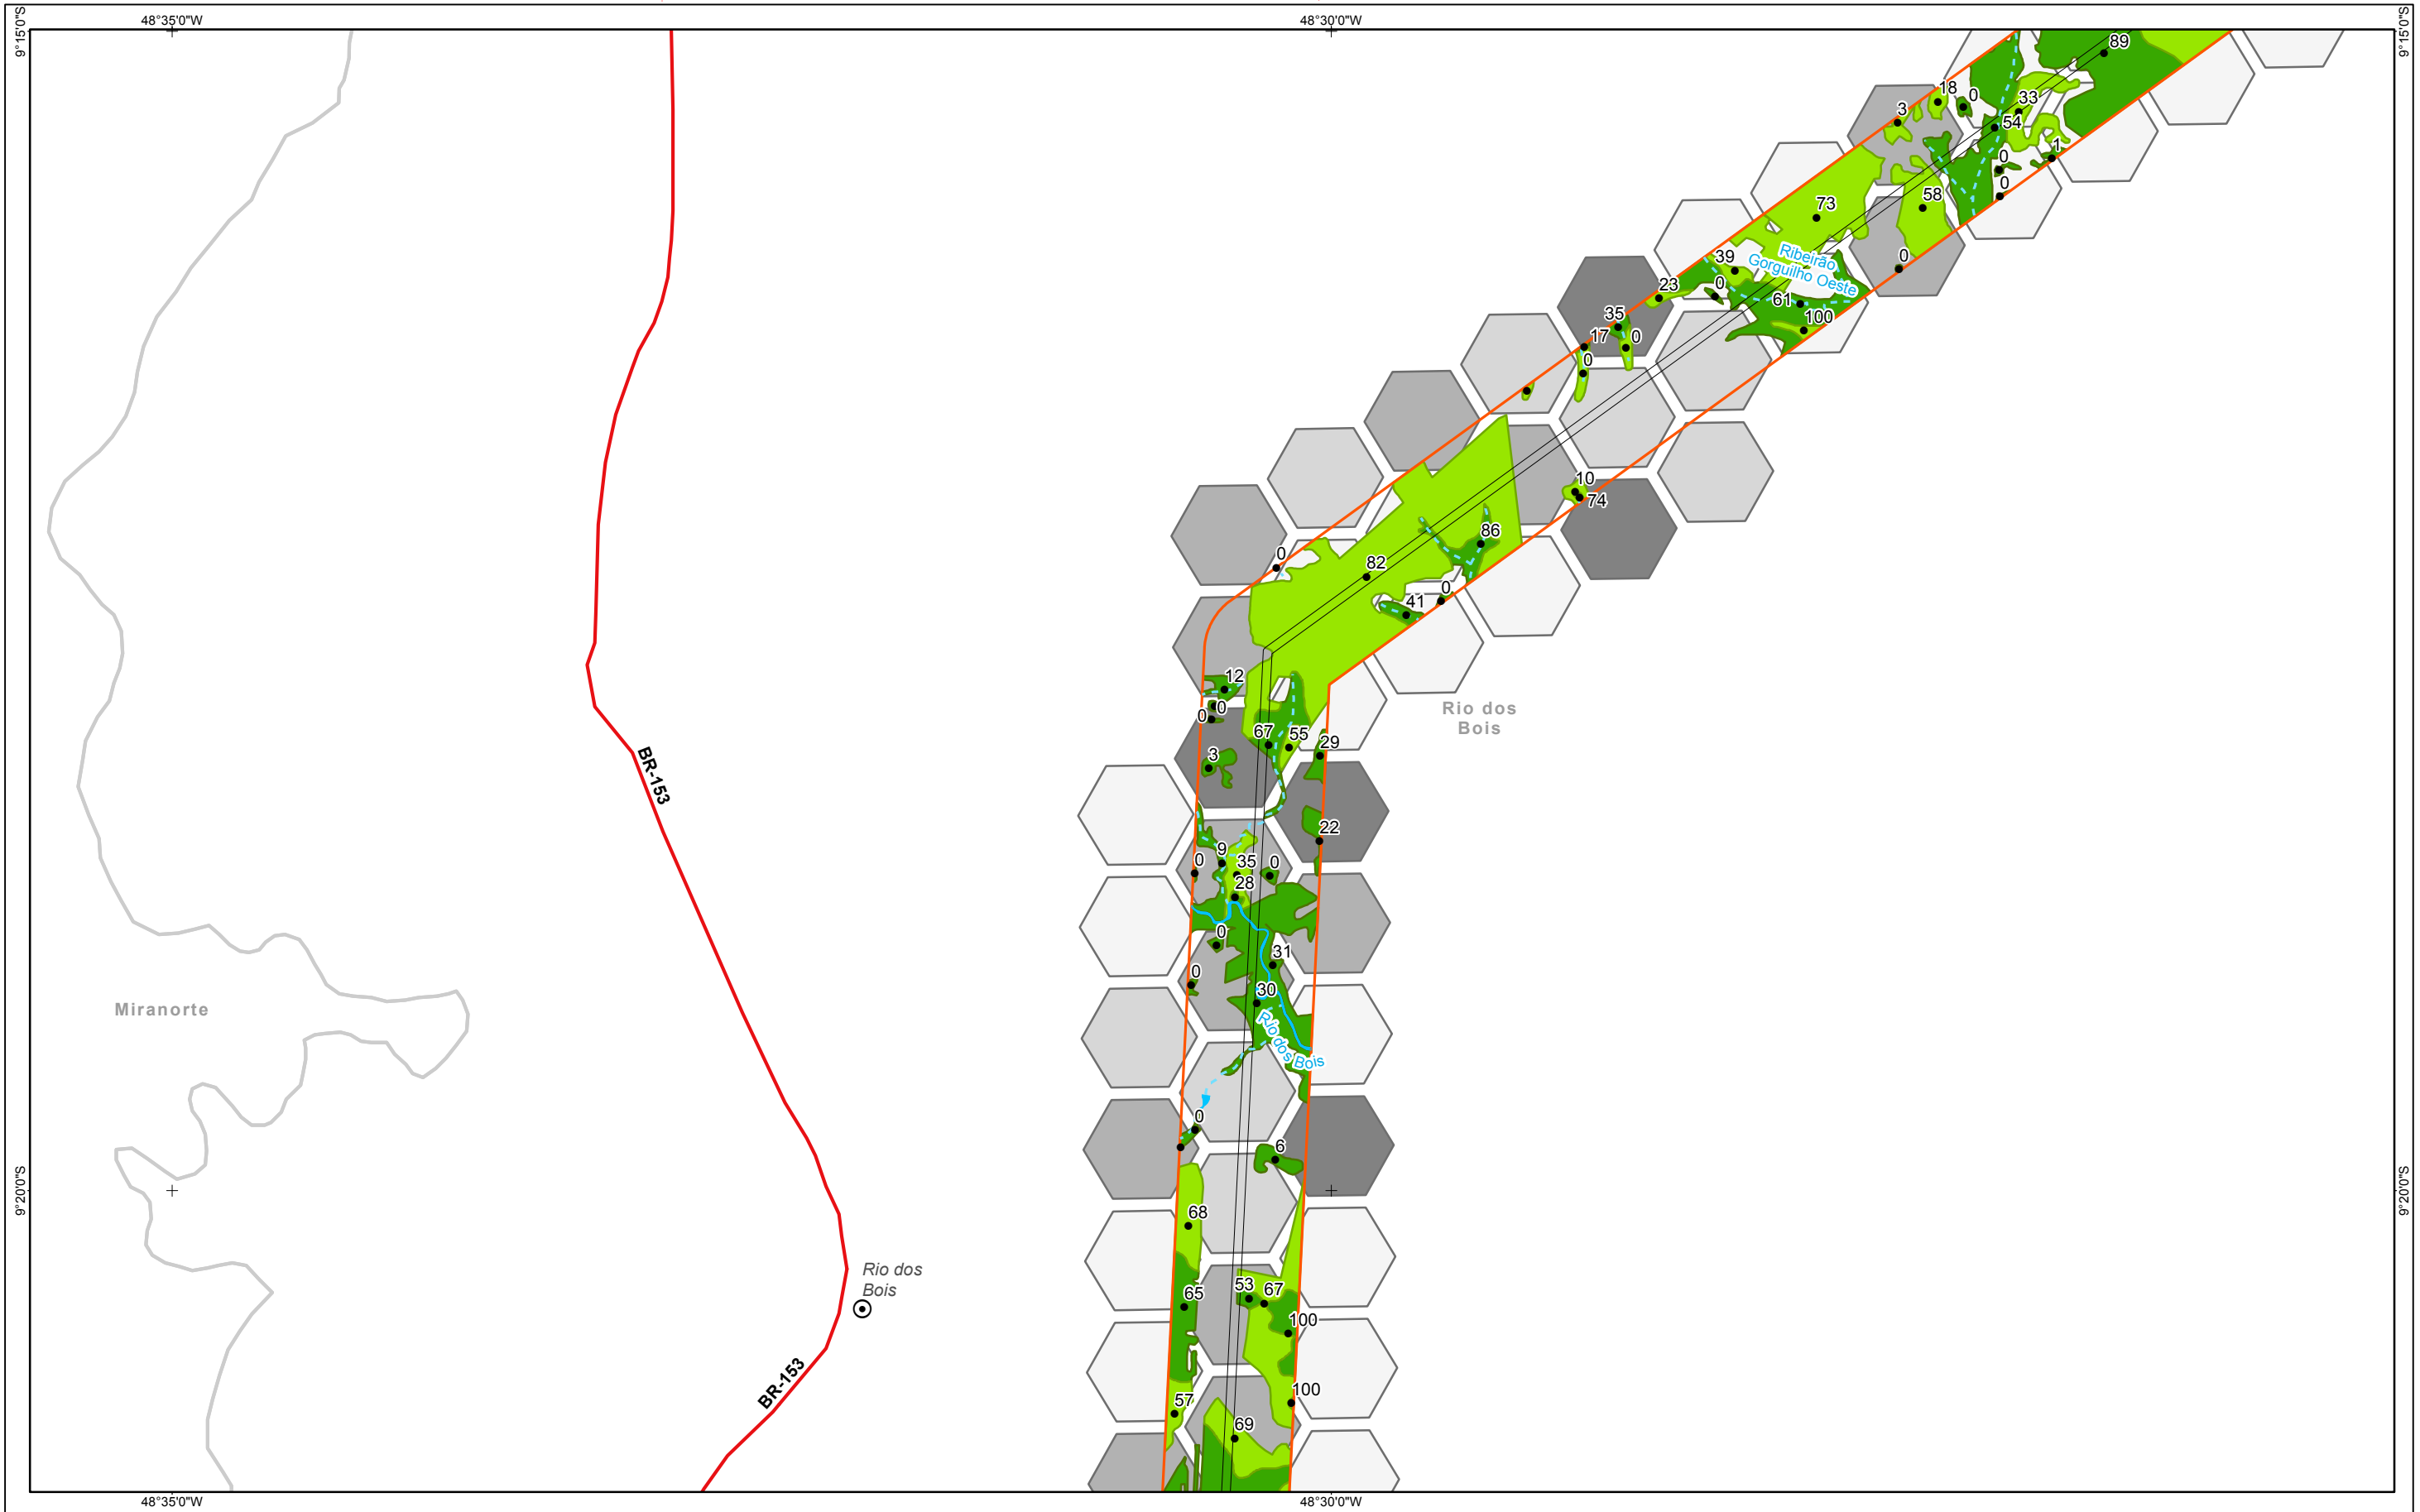 48°35'0"W
48°30'0"W
9°15'0"S
9°15'0"S
89
18
0
33
3
54
0
1
0
58
73
Ribeirão
Gorguilho Oeste
39
0
0
23
61
100
35
17
0
0
10
74
86
0
82
0
41
12
0
0
Rio dos
Bois
67
55
29
3
BR-153
22
9
0
35
0
28
0
31
0
30
Miranorte
Rio
dos Bois
0
6
9°20'0"S
9°20'0"S
68
Rio dos
Bois
65
53
67
100
BR-153
57
100
69
48°35'0"W
48°30'0"W